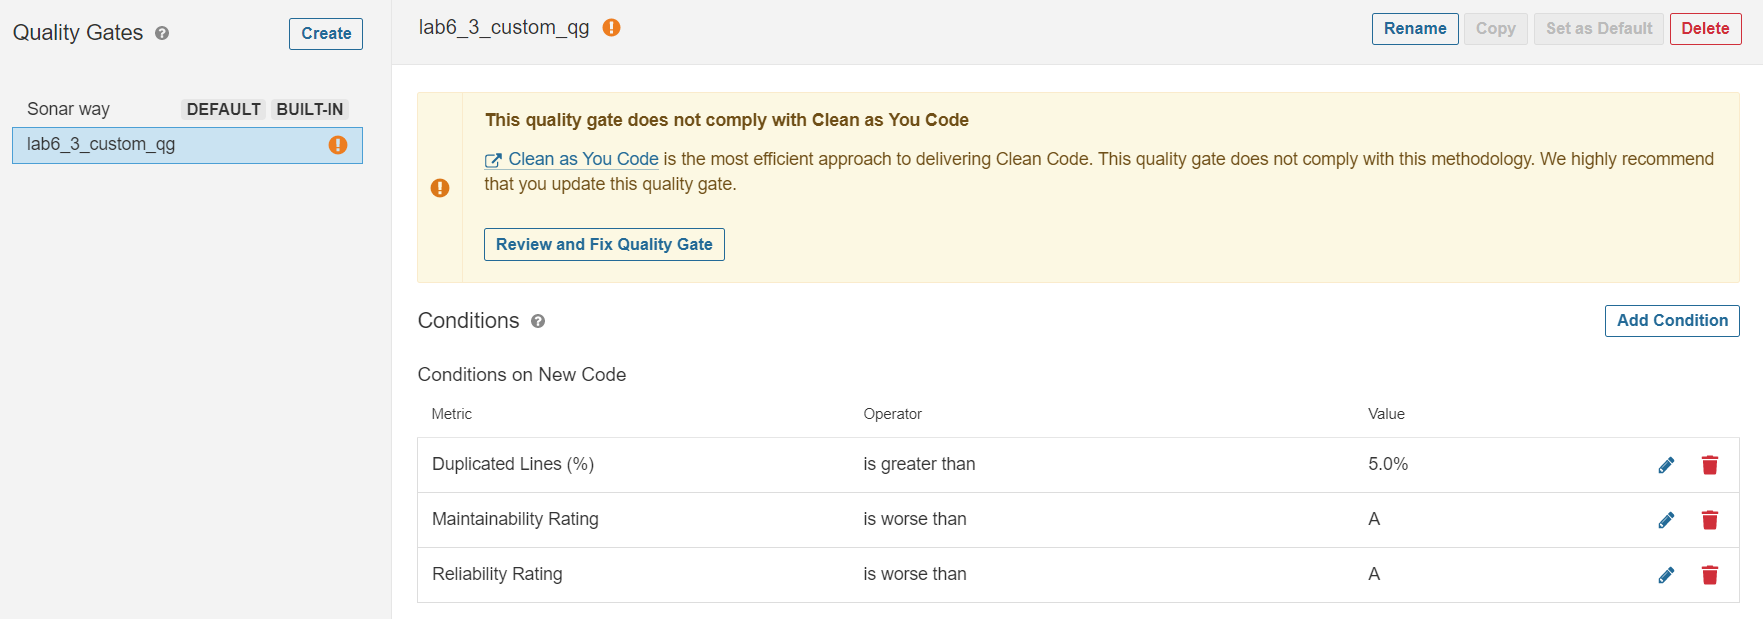 Quality Gates ?
Create
Sonar way DEFAULT BUILT-IN
lab6_3_custom_qg
lab6_3_custom_qg
Rename Copy Set as Default Delete
This quality gate does not comply with Clean as You Code
Clean as You Code is the most efficient approach to delivering Clean Code. This quality gate does not comply with this methodology. We highly recommend
that you update this quality gate.
Review and Fix Quality Gate
Conditions ?
Add Condition
Conditions on New Code
Metric Operator Value
Duplicated Lines (%) is greater than 5.0%
Maintainability Rating is worse than A
Reliability Rating is worse than A